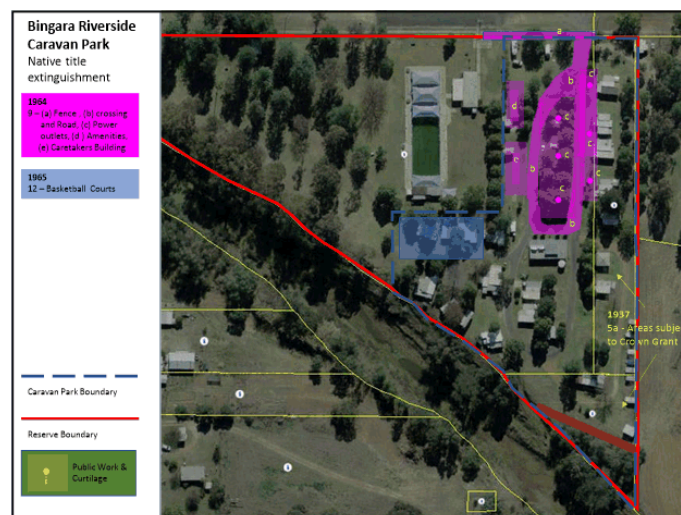 Bingara Riverside
Caravan Park
Native title
extinguishment
1964
9 – (a) Fence , (b) crossing
and Road, (c) Power
outlets, (d ) Amenities,
(e) Caretakers Building
1965
12 – Basketball Courts
Caravan Park Boundary
Reserve Boundary
Public Work &
Curtilage
i
a
b
c
d
c
c
c
e
b
c
c
c
b
1937
5a - Areas subje
to Crown Grant